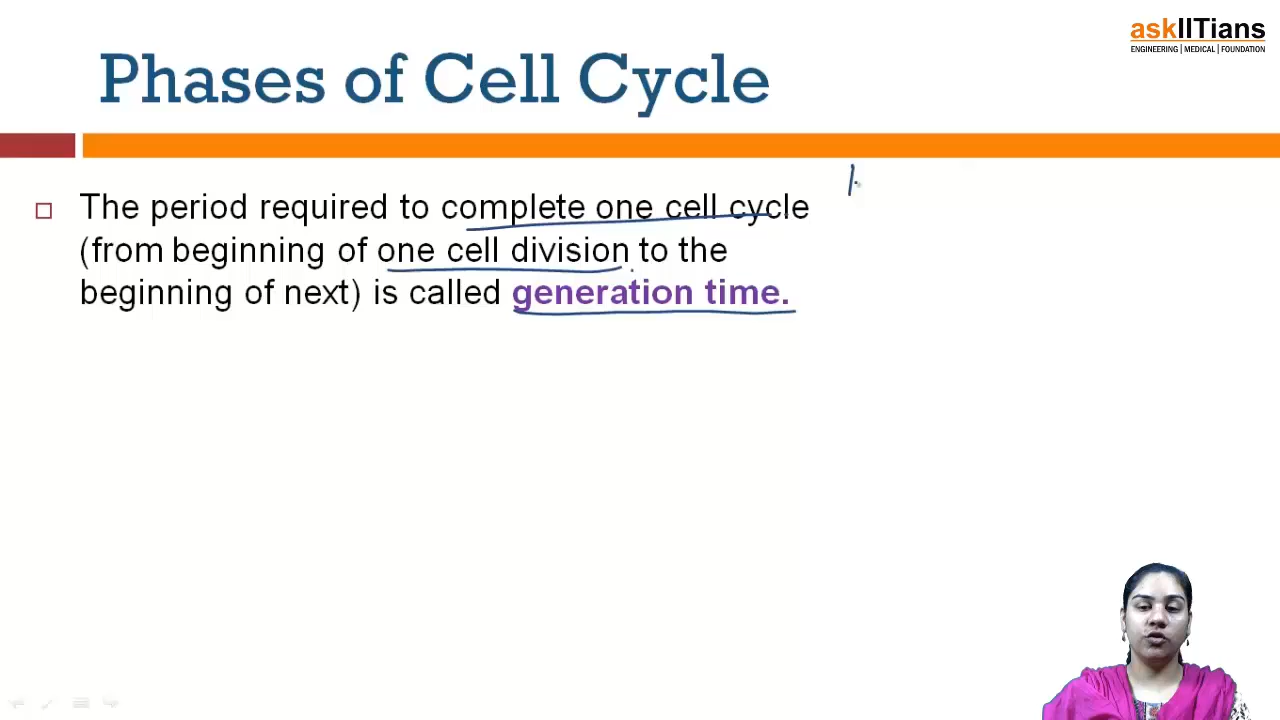 askIITians
ENGINEERING | MEDICAL | FOUNDATION
Phases of Cell Cycle
The period required to complete one cell cycle
(from beginning of one cell division to the
beginning of next) is called generation time.